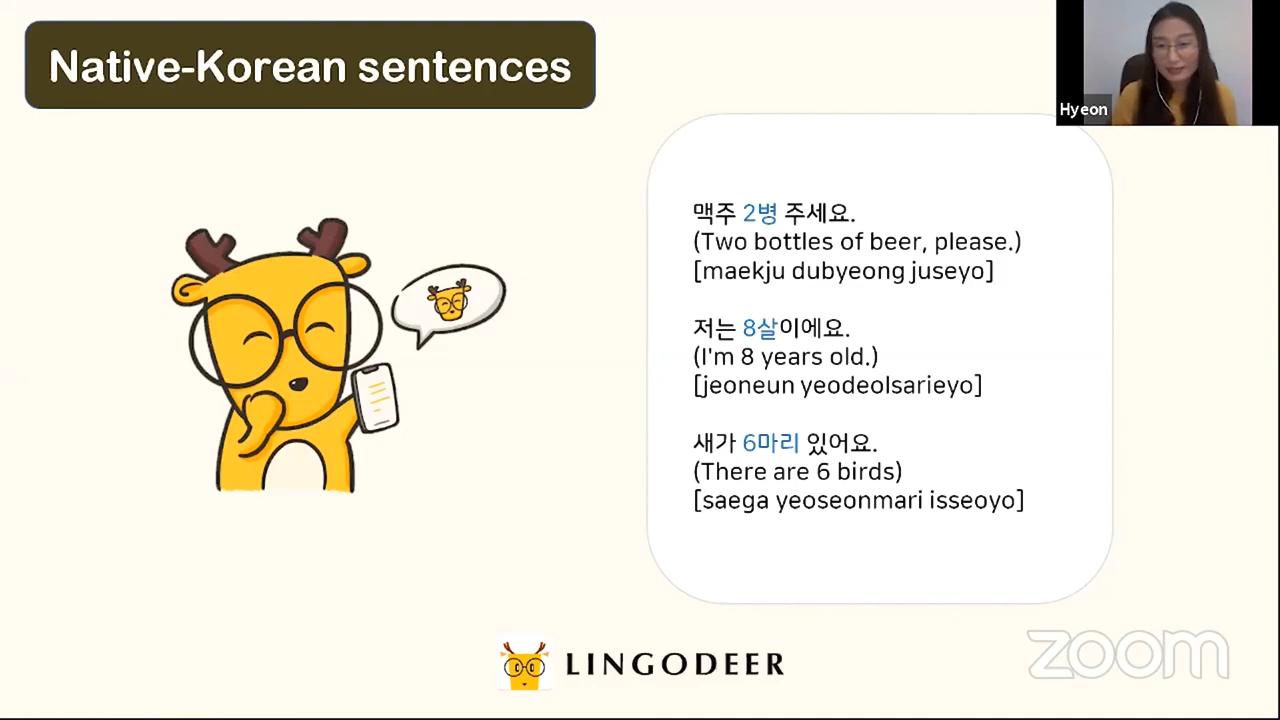 Native-Korean sentences
Hyeon
맥주 2병 주세요.
(Two bottles of beer, please.)
[maekju dubyeong juseyo]
저는 8살이에요.
(I'm 8 years old.)
[jeoneun yeodeolsarieyo]
새가 6마리 있어요.
(There are 6 birds)
[saega yeoseonmari isseoyo]
LINGODEER
zoom